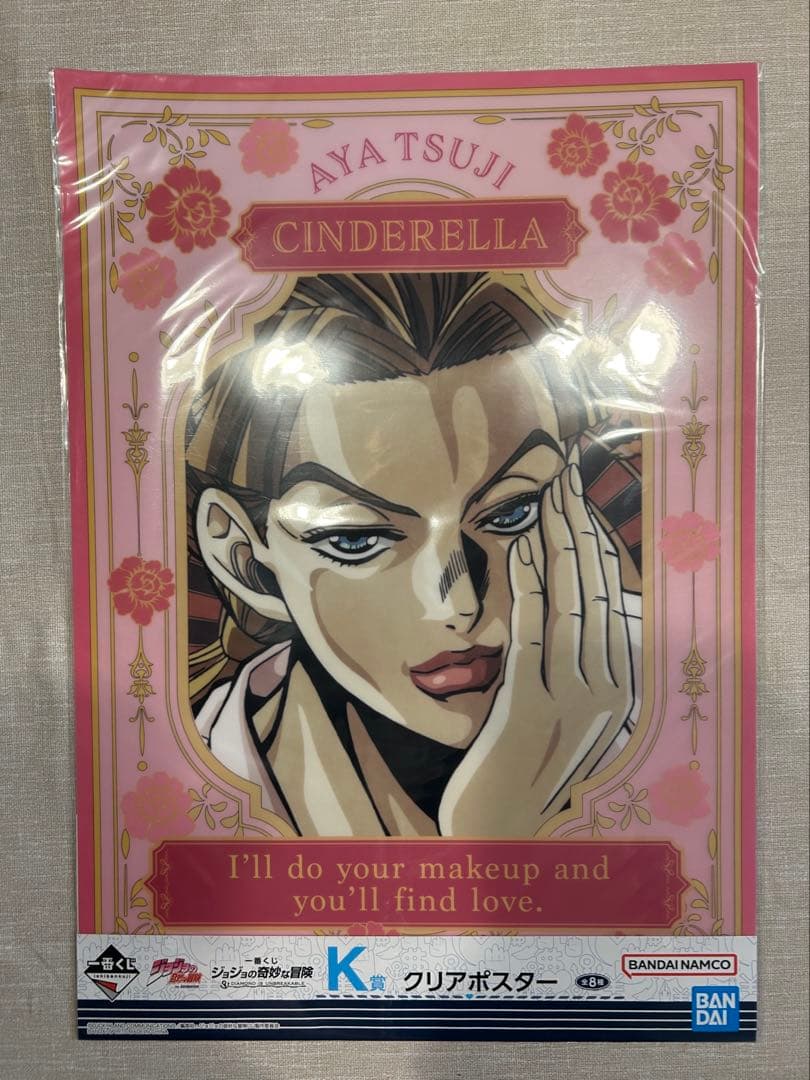 AYA TSUJI
CINDERELLA
I'll do your makeup and
you'll find love.
一番くじ
ichibankuji
ジョジョの
奇妙な冒険
一番くじ
ジョジョの奇妙な冒険
DIAMOND IS UNBREAKABLE
K賞
クリアポスター
全8種
BANDAI NAMCO
BAN
DAI